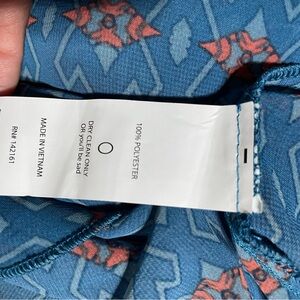 100% POLYESTER
DRY CLEAN ONLY
OR you'll be sad
MADE IN VIETNAM
RN# 142161